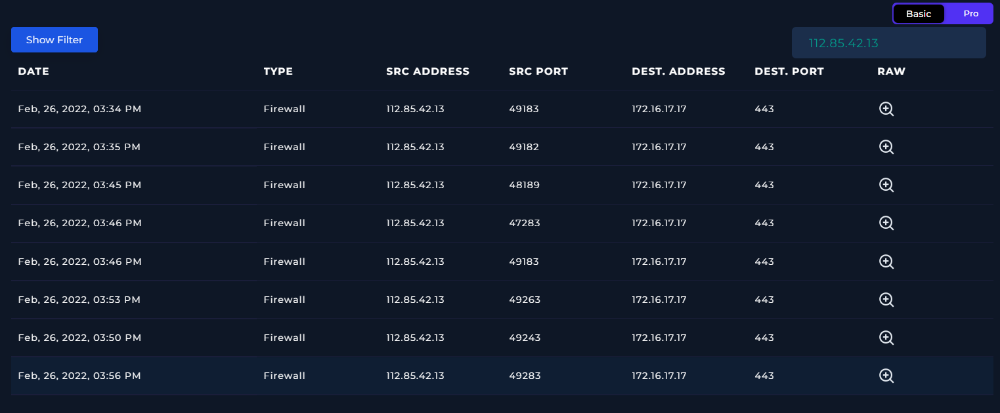 Basic Pro
Show Filter
112.85.42.13
DATE TYPE SRC ADDRESS SRC PORT DEST. ADDRESS DEST. PORT RAW
Feb, 26, 2022, 03:34 PM Firewall 112.85.42.13 49183 172.16.17.17 443
Feb, 26, 2022, 03:35 PM Firewall 112.85.42.13 49182 172.16.17.17 443
Feb, 26, 2022, 03:45 PM Firewall 112.85.42.13 48189 172.16.17.17 443
Feb, 26, 2022, 03:46 PM Firewall 112.85.42.13 47283 172.16.17.17 443
Feb, 26, 2022, 03:46 PM Firewall 112.85.42.13 49183 172.16.17.17 443
Feb, 26, 2022, 03:53 PM Firewall 112.85.42.13 49263 172.16.17.17 443
Feb, 26, 2022, 03:50 PM Firewall 112.85.42.13 49243 172.16.17.17 443
Feb, 26, 2022, 03:56 PM Firewall 112.85.42.13 49283 172.16.17.17 443